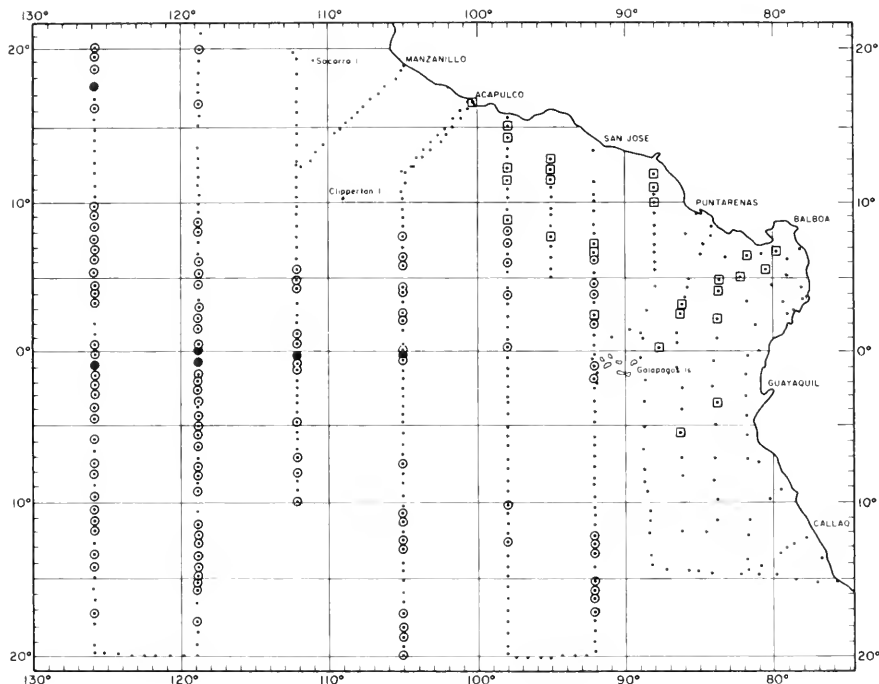 130° 120° 110° 100° 90° 80°
20° 20°
Socorro I
MANZANILLO
ACAPULCO
SAN JOSE
Clipperton I
10° 10°
PUNTARENAS
BALBOA
0° 0°
Galapagos Is
GUAYAQUIL
10° 10°
CALLAO
20° 20°
130° 120° 110° 100° 90° 80°